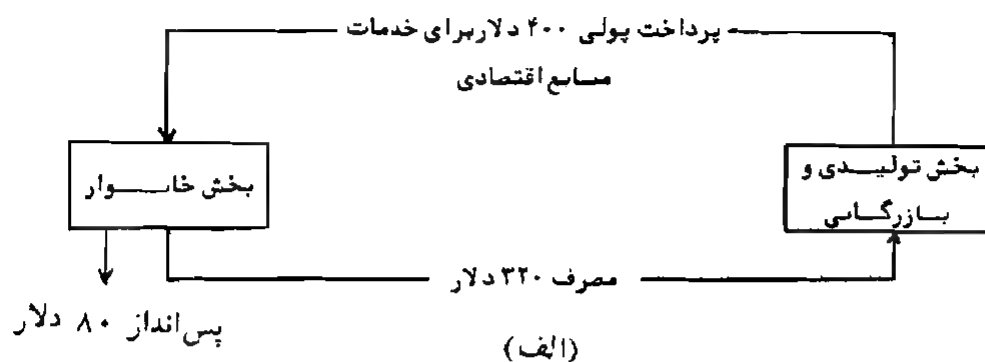 پرداخت پولی ۴۰۰ دلار برای خدمات
منابع اقتصادی
بخش تولیدی و
بازرگانی
بخش خانوار
مصرف ۳۲۰ دلار
پس‌انداز ۸۰ دلار
(الف)